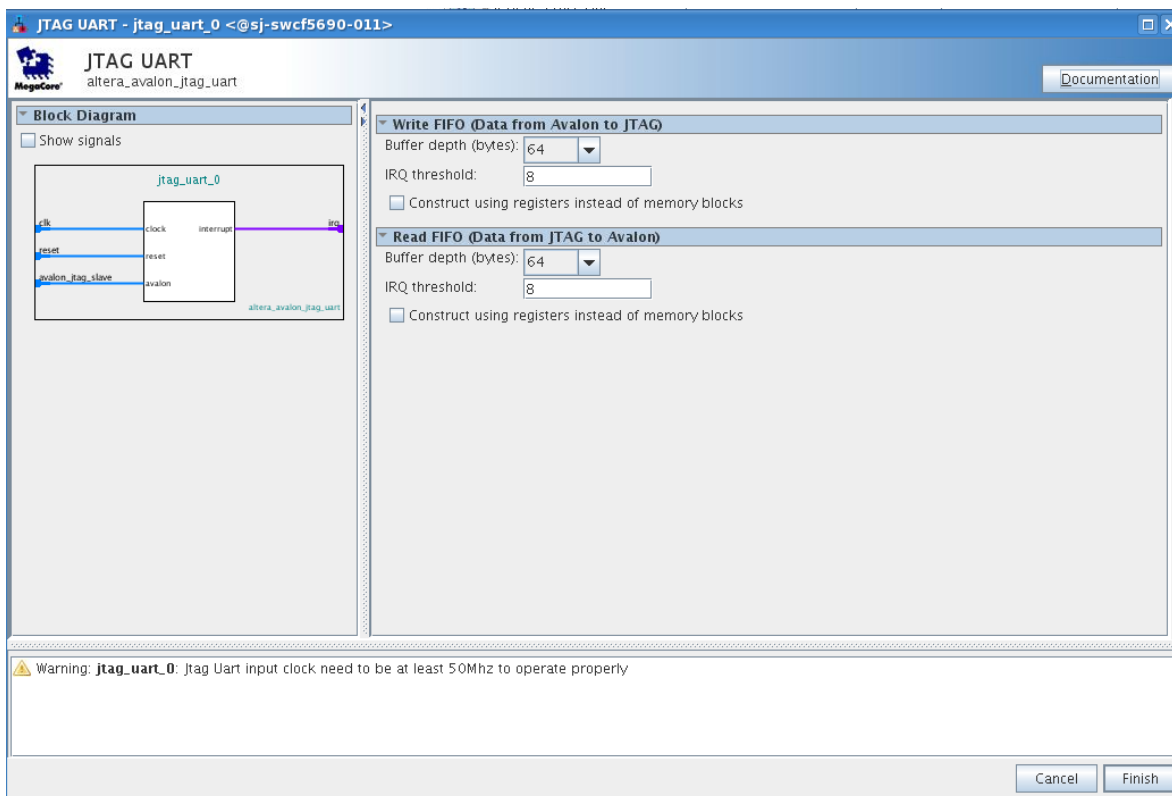 JTAG UART - jtag_uart_0 <@sj-swcf5690-011>
MegaCore®
JTAG UART
altera_avalon_jtag_uart
Documentation
Block Diagram
Show signals
jtag_uart_0
clk
clock
interrupt
irq
reset
reset
avalon_jtag_slave
avalon
altera_avalon_jtag_uart
Write FIFO (Data from Avalon to JTAG)
Buffer depth (bytes): 64
IRQ threshold: 8
Construct using registers instead of memory blocks
Read FIFO (Data from JTAG to Avalon)
Buffer depth (bytes): 64
IRQ threshold: 8
Construct using registers instead of memory blocks
Warning: jtag_uart_0: Jtag Uart input clock need to be at least 50Mhz to operate properly
Cancel Finish